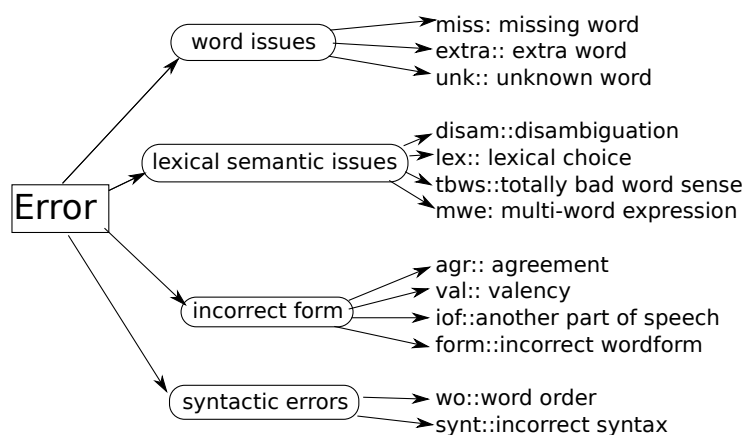 word issues
miss: missing word
extra:: extra word
unk:: unknown word
lexical semantic issues
disam::disambiguation
lex:: lexical choice
tbws::totally bad word sense
mwe: multi-word expression
Error
incorrect form
agr:: agreement
val:: valency
iof::another part of speech
form::incorrect wordform
syntactic errors
wo::word order
synt::incorrect syntax